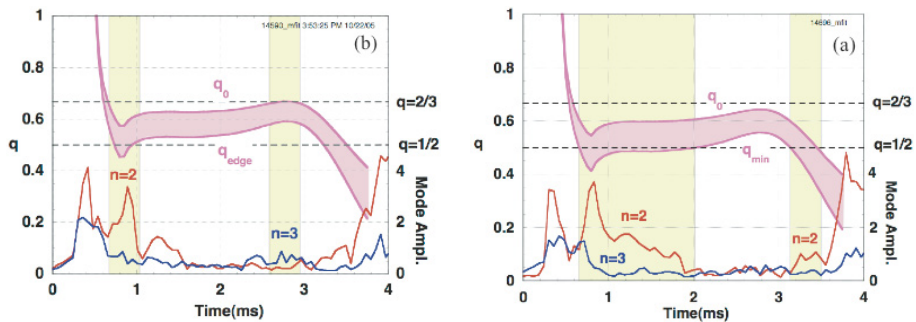 14593_mfit 3:53:25 PM 10/22/05
(b)
1
0.8
0.6
q
0.4
0.2
0
q0
qedge
q=2/3
q=1/2
n=2
n=3
4
2
0
Mode Ampl.
0 1 2 3 4
Time(ms)
14696_mfit
(a)
1
0.8
0.6
q
0.4
0.2
0
q0
qmin
q=2/3
q=1/2
n=2
n=3
n=2
4
2
0
Mode Ampl.
0 1 2 3 4
Time(ms)